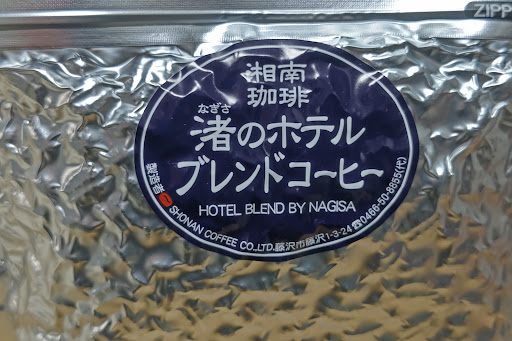 ZIPP
湘南
珈琲
なぎさ
渚のホテル
ブレンドコーヒー
HOTEL BLEND BY NAGISA
製造者 SHONAN COFFEE CO.,LTD.藤沢市藤沢1-3-24☎0466-50-8855(代)